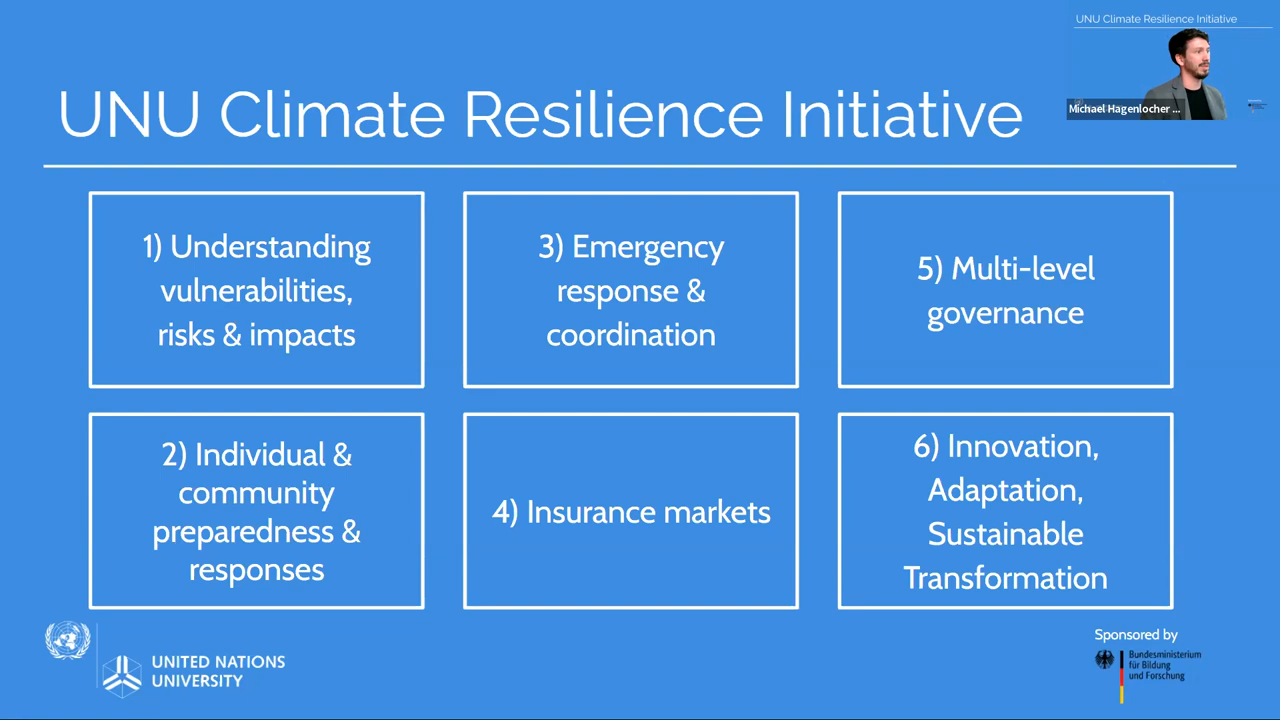 UNU Climate Resilience Initiative
Michael Hagenlocher ...
UNU Climate Resilience Initiative
1) Understanding
vulnerabilities,
risks & impacts
3) Emergency
response &
coordination
5) Multi-level
governance
2) Individual &
community
preparedness &
responses
4) Insurance markets
6) Innovation,
Adaptation,
Sustainable
Transformation
UNITED NATIONS
UNIVERSITY
Sponsored by
Bundesministerium
für Bildung
und Forschung